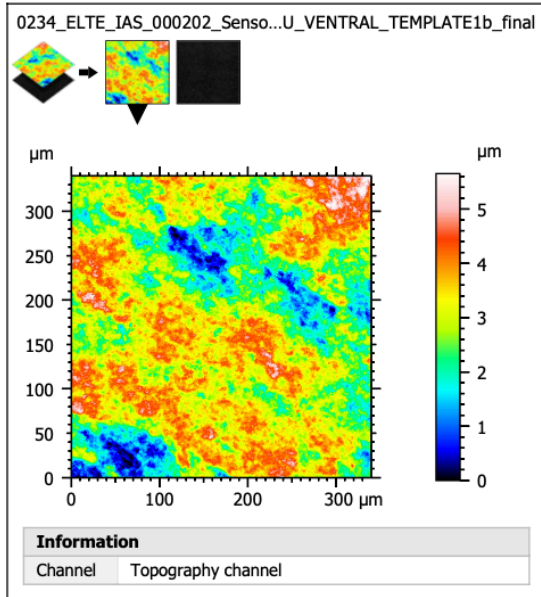 0234_ELTE_IAS_000202_Senso...U_VENTRAL_TEMPLATE1b_final
µm
µm
300
250
200
150
100
50
0
0 100 200 300 µm
5
4
3
2
1
0
Information
Channel Topography channel